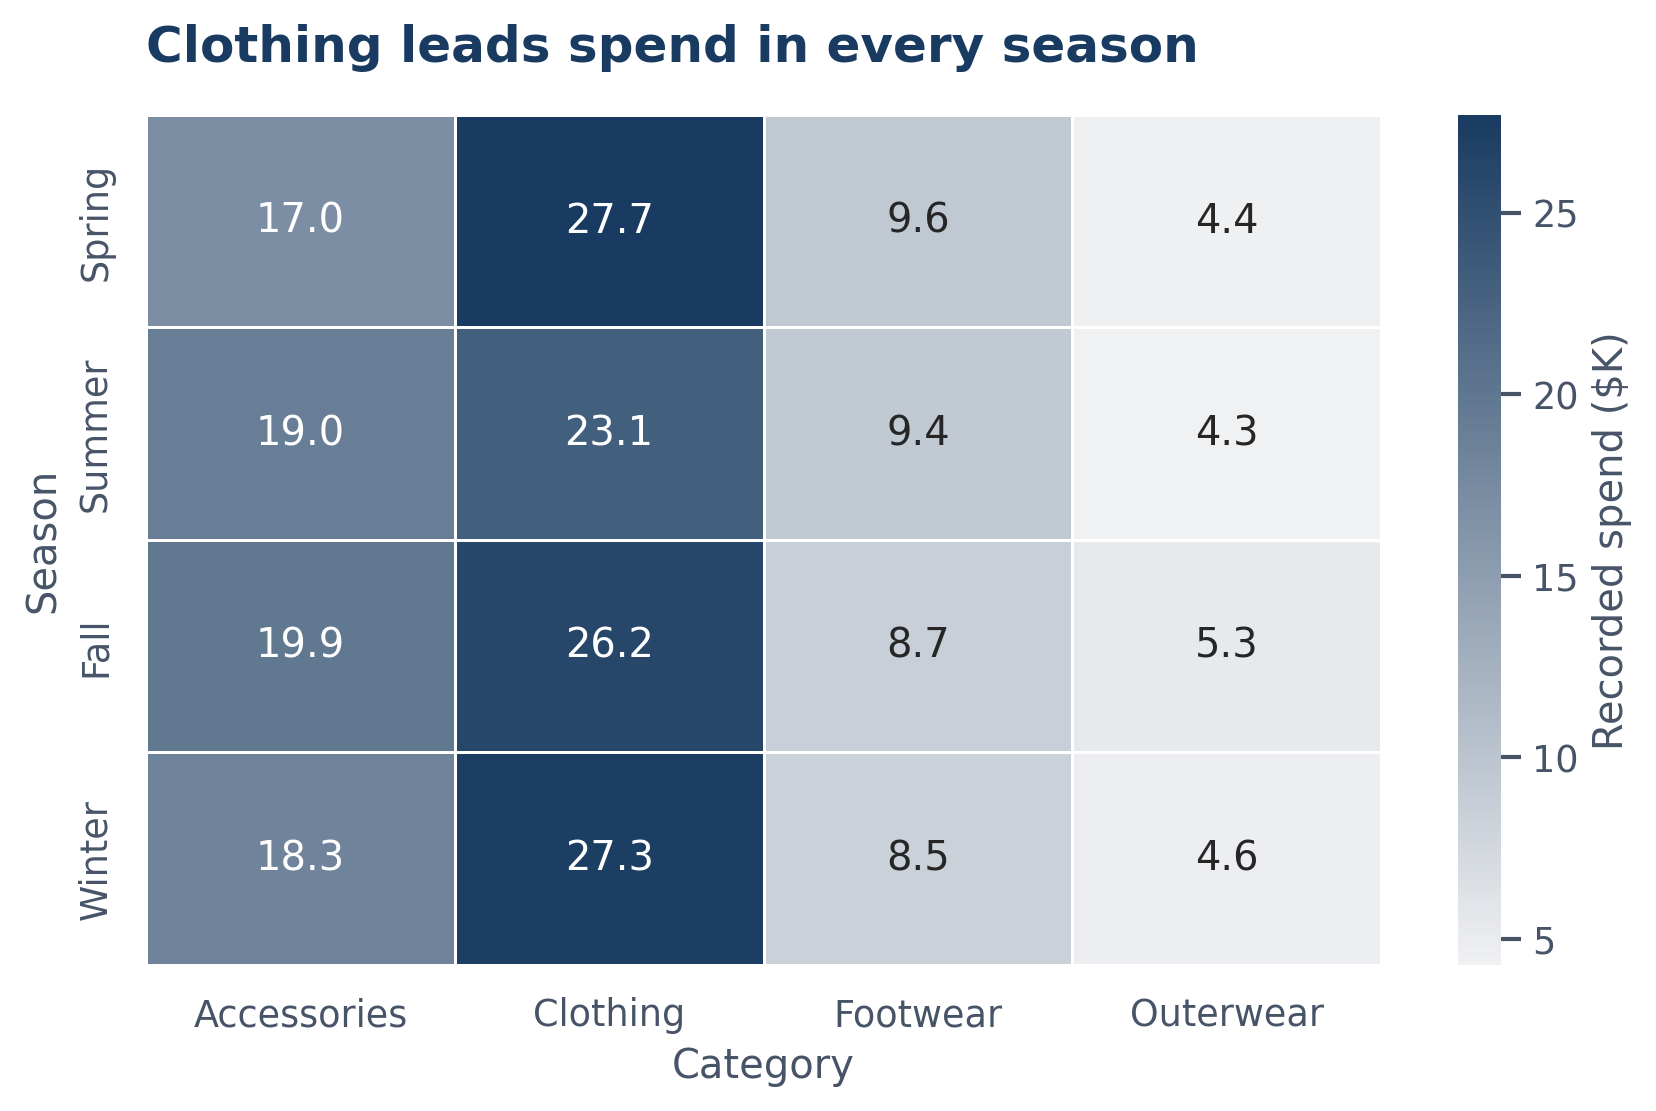 Clothing leads spend in every season
Season
Spring
17.0 27.7 9.6 4.4
Summer
19.0 23.1 9.4 4.3
Fall
19.9 26.2 8.7 5.3
Winter
18.3 27.3 8.5 4.6
Accessories Clothing Footwear Outerwear
Category
25
20
15
10
5
Recorded spend ($K)